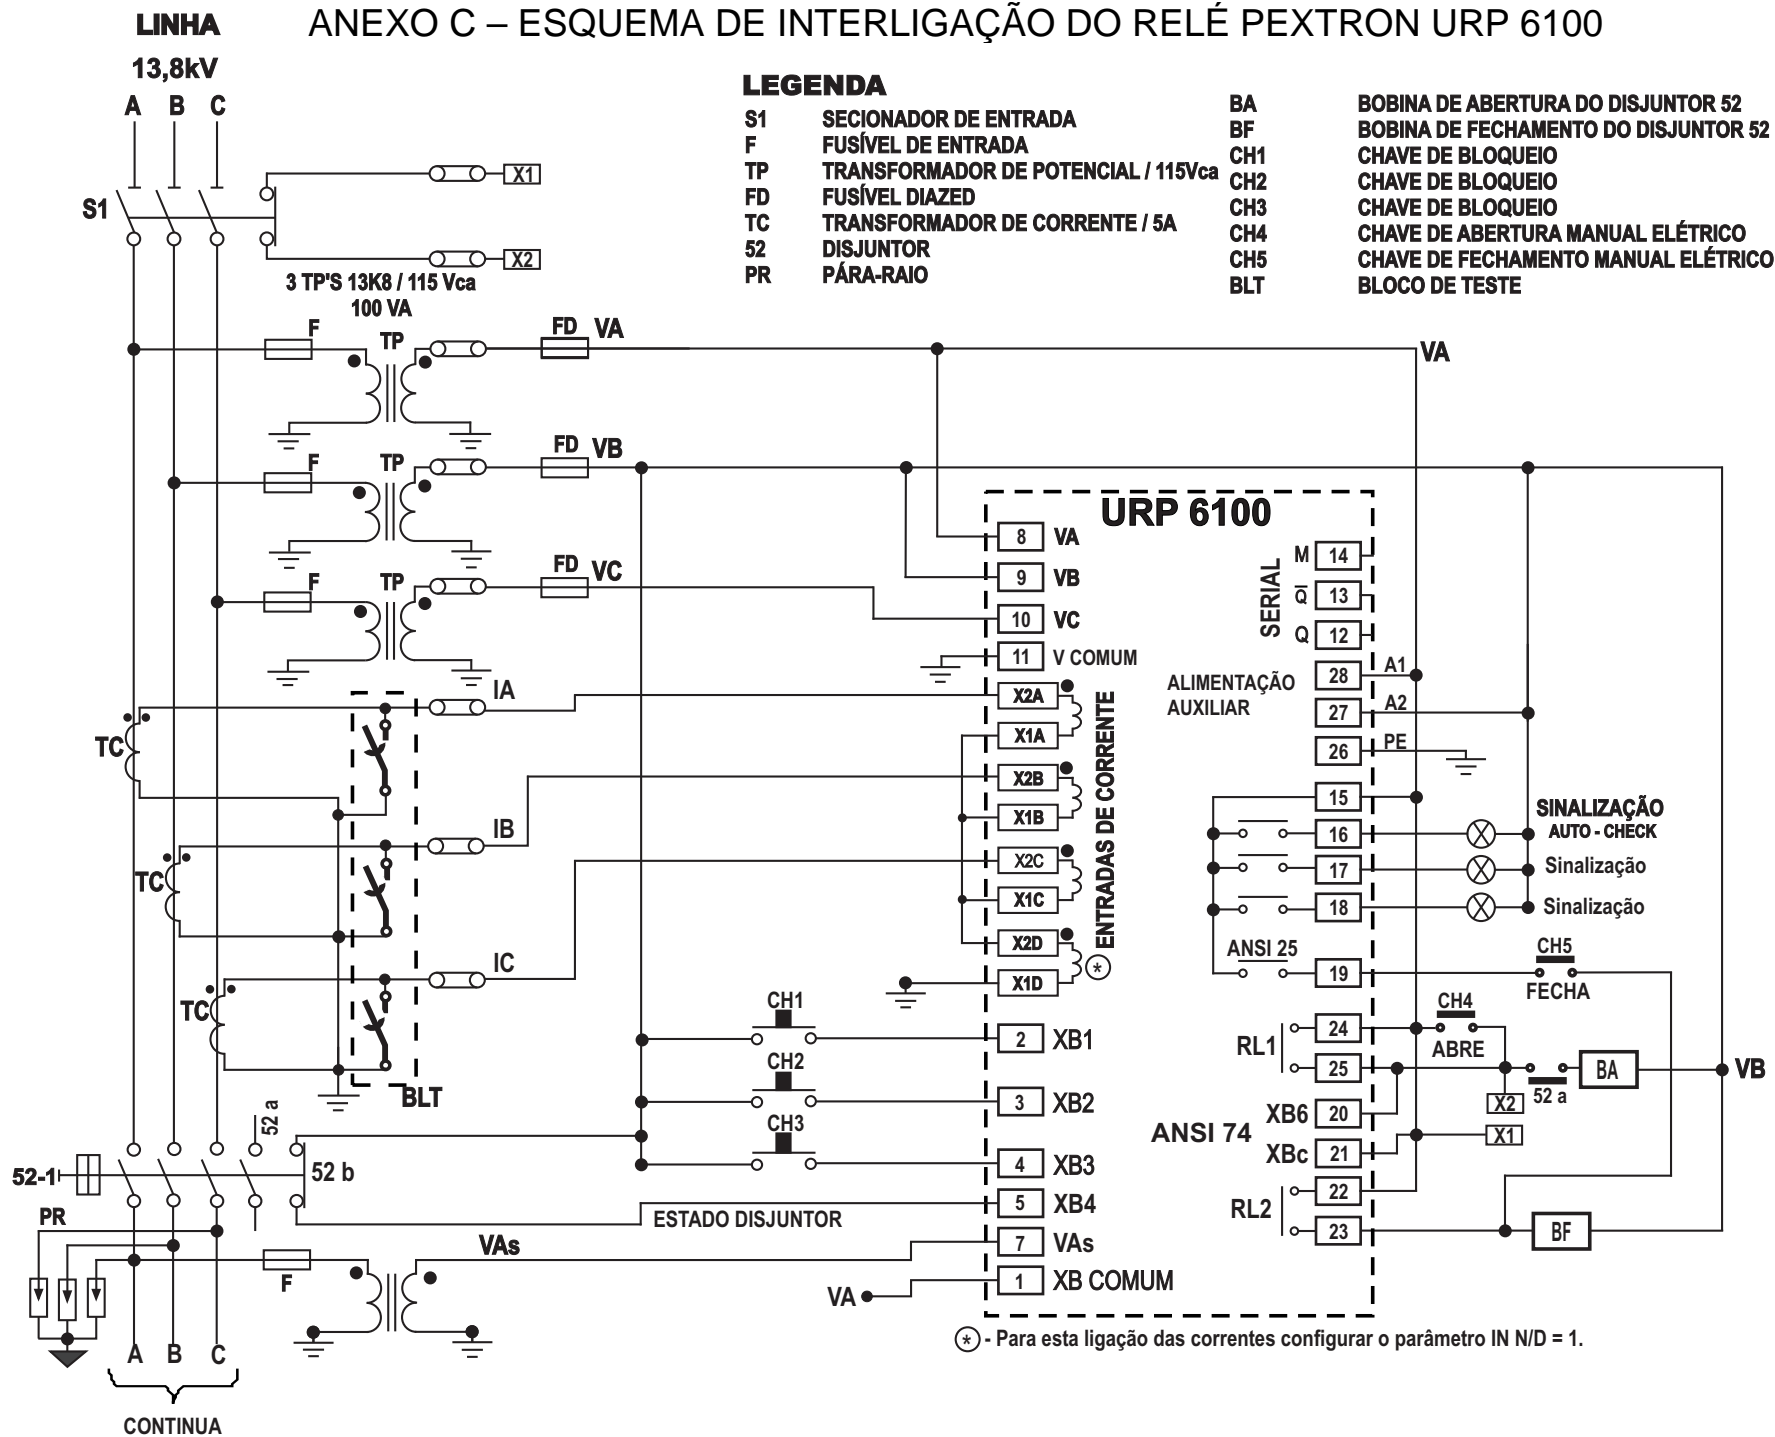 ANEXO C – ESQUEMA DE INTERLIGAÇÃO DO RELÉ PEXTRON URP 6100
LINHA
13,8kV
A B C
LEGENDA
S1 SECIONADOR DE ENTRADA
F FUSÍVEL DE ENTRADA
TP TRANSFORMADOR DE POTENCIAL / 115Vca
FD FUSÍVEL DIAZED
TC TRANSFORMADOR DE CORRENTE / 5A
52 DISJUNTOR
PR PÁRA-RAIO
BA BOBINA DE ABERTURA DO DISJUNTOR 52
BF BOBINA DE FECHAMENTO DO DISJUNTOR 52
CH1 CHAVE DE BLOQUEIO
CH2 CHAVE DE BLOQUEIO
CH3 CHAVE DE BLOQUEIO
CH4 CHAVE DE ABERTURA MANUAL ELÉTRICO
CH5 CHAVE DE FECHAMENTO MANUAL ELÉTRICO
BLT BLOCO DE TESTE
X1
S1
X2
3 TP'S 13K8 / 115 Vca
100 VA
F TP FD VA
VA
F TP FD VB
F TP FD VC
URP 6100
8 VA
9 VB
10 VC
11 V COMUM
X2A
X1A
X2B
X1B
X2C
X1C
X2D
X1D
ENTRADAS DE CORRENTE
*
SERIAL
M 14
Q̅ 13
Q 12
ALIMENTAÇÃO
AUXILIAR
28 A1
27 A2
26 PE
15
16
17
18
ANSI 25
19
SINALIZAÇÃO
AUTO - CHECK
Sinalização
Sinalização
CH5
FECHA
CH4
ABRE
RL1
24
25
52 a
BA
VB
X2
X1
XB6 20
ANSI 74
XBc 21
RL2
22
23
BF
IA
TC
IB
TC
IC
TC
BLT
CH1
2 XB1
CH2
3 XB2
CH3
4 XB3
5 XB4
ESTADO DISJUNTOR
7 VAs
1 XB COMUM
VA
52 a
52-1
52 b
PR
VAs
F
A B C
CONTINUA
* - Para esta ligação das correntes configurar o parâmetro IN N/D = 1.